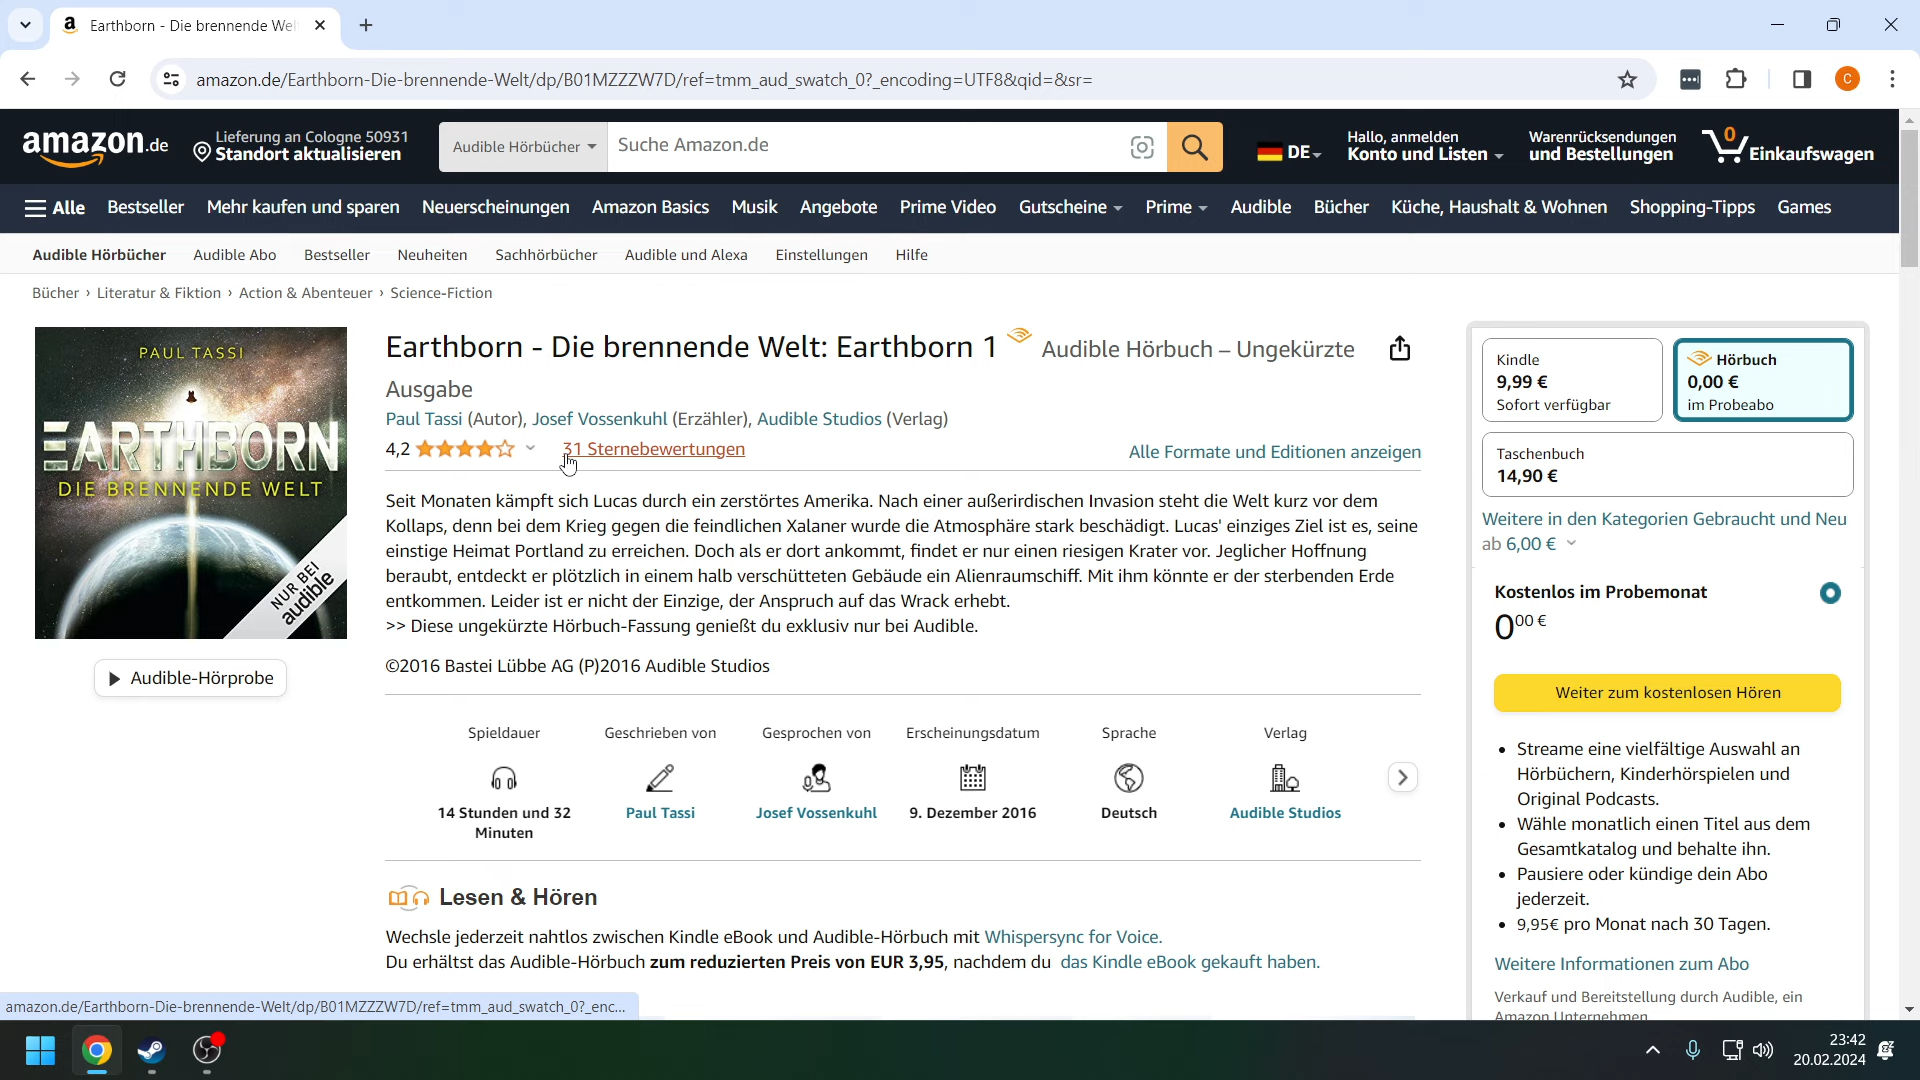 Earthborn - Die brennende Wel
amazon.de/Earthborn-Die-brennende-Welt/dp/B01MZZZW7D/ref=tmm_aud_swatch_0?_encoding=UTF8&qid=&sr=
C
amazon.de
Lieferung an Cologne 50931
Standort aktualisieren
Audible Hörbücher
Suche Amazon.de
DE
Hallo, anmelden
Konto und Listen
Warenrücksendungen
und Bestellungen
0
Einkaufswagen
Alle Bestseller Mehr kaufen und sparen Neuerscheinungen Amazon Basics Musik Angebote Prime Video Gutscheine Prime Audible Bücher Küche, Haushalt & Wohnen Shopping-Tipps Games
Audible Hörbücher Audible Abo Bestseller Neuheiten Sachhörbücher Audible und Alexa Einstellungen Hilfe
Bücher › Literatur & Fiktion › Action & Abenteuer › Science-Fiction
PAUL TASSI
EARTHBORN
DIE BRENNENDE WELT
NUR BEI
audible
Audible-Hörprobe
Earthborn - Die brennende Welt: Earthborn 1 Audible Hörbuch – Ungekürzte
Ausgabe
Paul Tassi (Autor), Josef Vossenkuhl (Erzähler), Audible Studios (Verlag)
4,2 31 Sternebewertungen
Alle Formate und Editionen anzeigen
Seit Monaten kämpft sich Lucas durch ein zerstörtes Amerika. Nach einer außerirdischen Invasion steht die Welt kurz vor dem
Kollaps, denn bei dem Krieg gegen die feindlichen Xalaner wurde die Atmosphäre stark beschädigt. Lucas' einziges Ziel ist es, seine
einstige Heimat Portland zu erreichen. Doch als er dort ankommt, findet er nur einen riesigen Krater vor. Jeglicher Hoffnung
beraubt, entdeckt er plötzlich in einem halb verschütteten Gebäude ein Alienraumschiff. Mit ihm könnte er der sterbenden Erde
entkommen. Leider ist er nicht der Einzige, der Anspruch auf das Wrack erhebt.
>> Diese ungekürzte Hörbuch-Fassung genießt du exklusiv nur bei Audible.
©2016 Bastei Lübbe AG (P)2016 Audible Studios
Spieldauer
14 Stunden und 32
Minuten
Geschrieben von
Paul Tassi
Gesprochen von
Josef Vossenkuhl
Erscheinungsdatum
9. Dezember 2016
Sprache
Deutsch
Verlag
Audible Studios
Lesen & Hören
Wechsle jederzeit nahtlos zwischen Kindle eBook und Audible-Hörbuch mit Whispersync for Voice.
Du erhältst das Audible-Hörbuch zum reduzierten Preis von EUR 3,95, nachdem du das Kindle eBook gekauft haben.
Kindle
9,99 €
Sofort verfügbar
Hörbuch
0,00 €
im Probeabo
Taschenbuch
14,90 €
Weitere in den Kategorien Gebraucht und Neu
ab 6,00 €
Kostenlos im Probemonat
0⁰⁰ €
Weiter zum kostenlosen Hören
• Streame eine vielfältige Auswahl an
Hörbüchern, Kinderhörspielen und
Original Podcasts.
• Wähle monatlich einen Titel aus dem
Gesamtkatalog und behalte ihn.
• Pausiere oder kündige dein Abo
jederzeit.
• 9,95€ pro Monat nach 30 Tagen.
Weitere Informationen zum Abo
Verkauf und Bereitstellung durch Audible, ein
Amazon Unternehmen
amazon.de/Earthborn-Die-brennende-Welt/dp/B01MZZZW7D/ref=tmm_aud_swatch_0?_enc...
23:42
20.02.2024